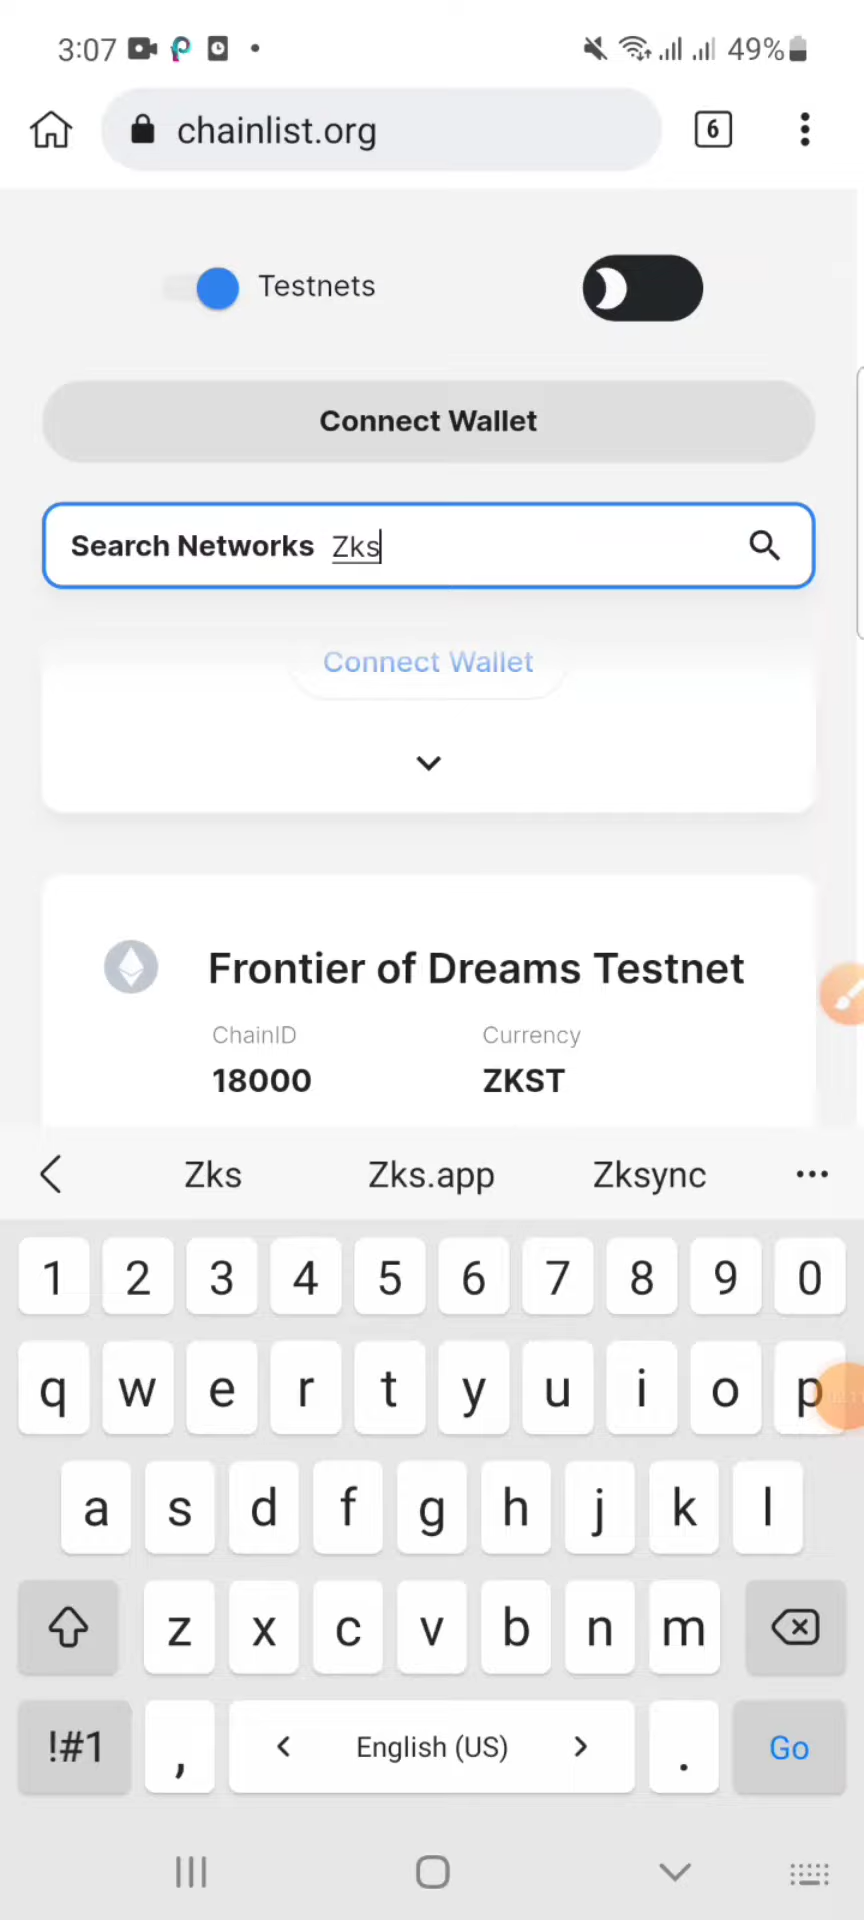 3:07 49%
chainlist.org 6
Testnets
Connect Wallet
Search Networks Zks
Connect Wallet
Frontier of Dreams Testnet
ChainID Currency
18000 ZKST
Zks Zks.app Zksync ...
1 2 3 4 5 6 7 8 9 0
q w e r t y u i o p
a s d f g h j k l
z x c v b n m
!#1 , < English (US) > . Go